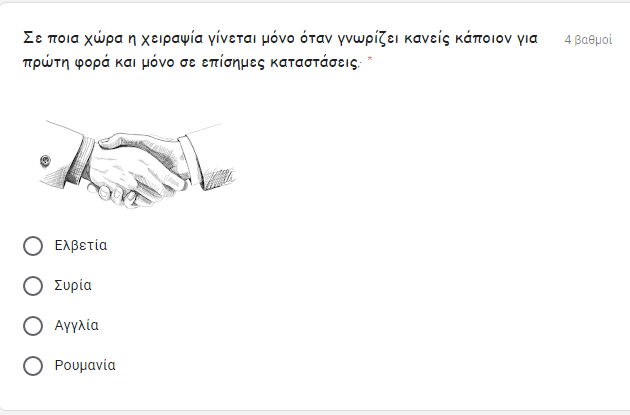 Σε ποια χώρα η χειραψία γίνεται μόνο όταν γνωρίζει κανείς κάποιον για
4 βαθμοί
πρώτη φορά και μόνο σε επίσημες καταστάσεις; *
Ελβετία
Συρία
Αγγλία
Ρουμανία